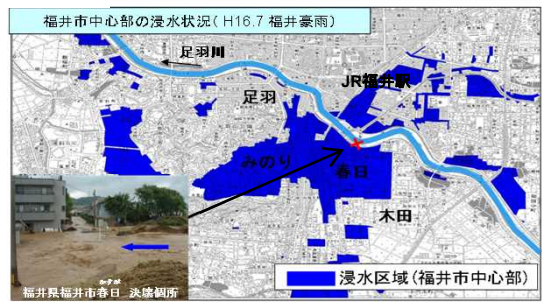 福井市中心部の浸水状況(H16.7 福井豪雨)
足羽川
JR福井駅
足羽
みのり
春日
木田
かすが
福井県福井市春日 決壊個所
浸水区域(福井市中心部)